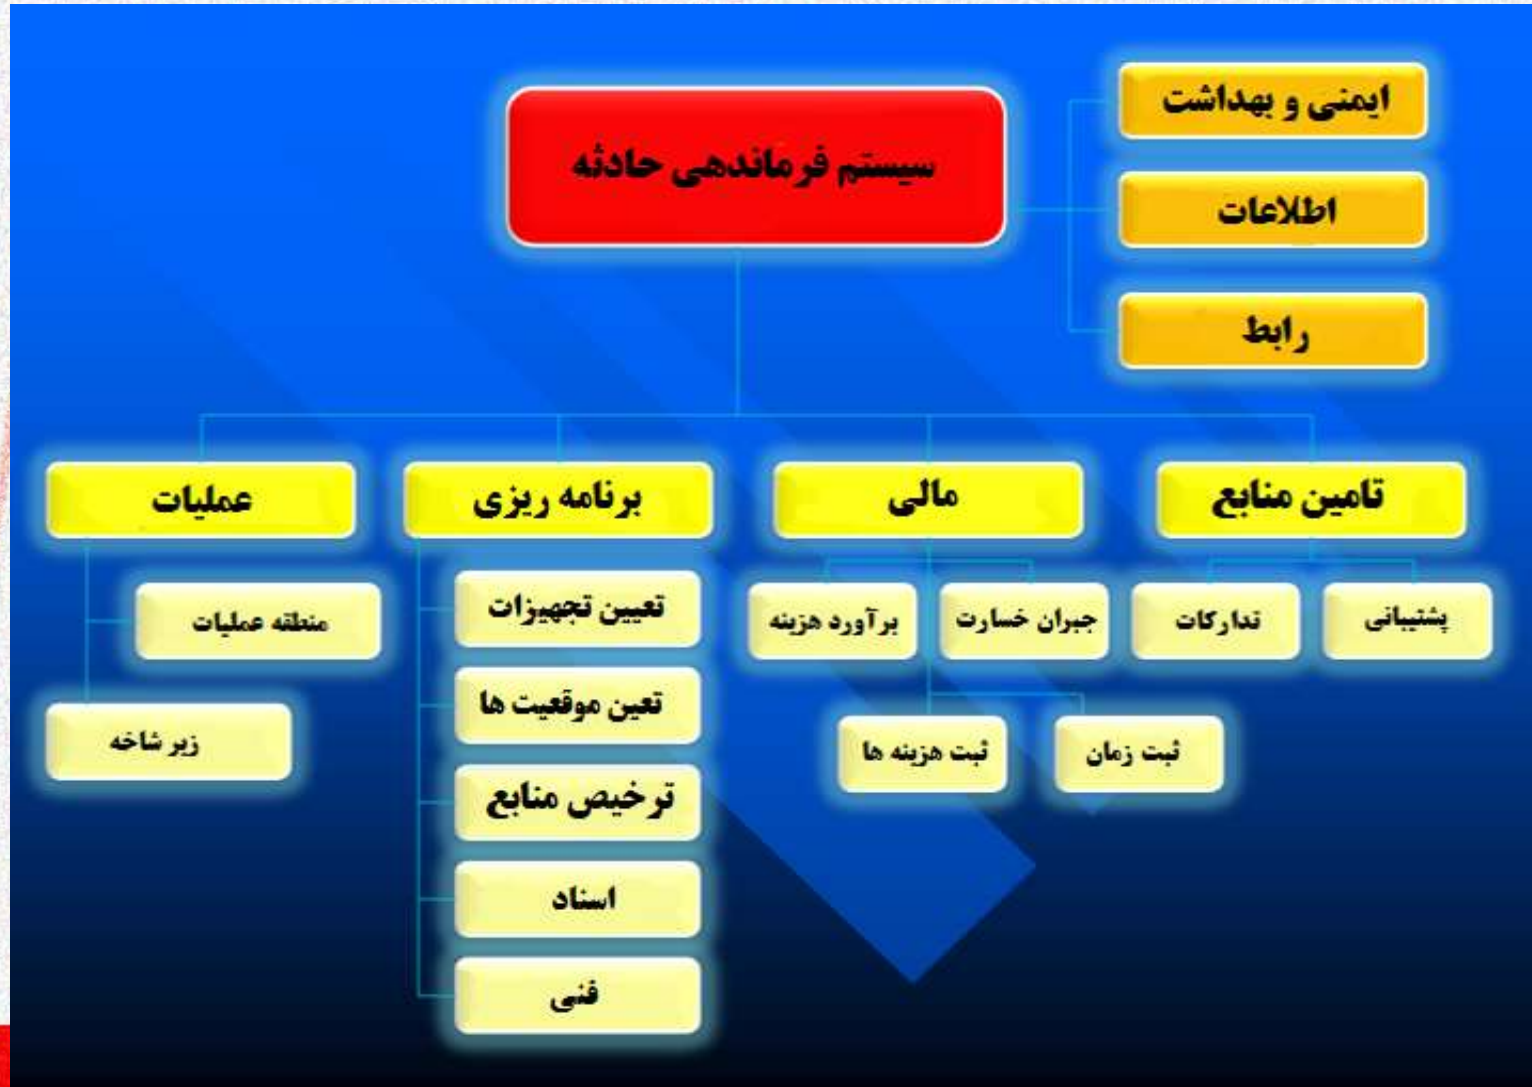 سیستم فرماندهی حادثه
ایمنی و بهداشت
اطلاعات
رابط
تامین منابع
مالی
برنامه ریزی
عملیات
پشتیبانی
تدارکات
جبران خسارت
برآورد هزینه
ثبت زمان
ثبت هزینه ها
تعیین تجهیزات
تعین موقعیت ها
ترخیص منابع
اسناد
فنی
منطقه عملیات
زیر شاخه